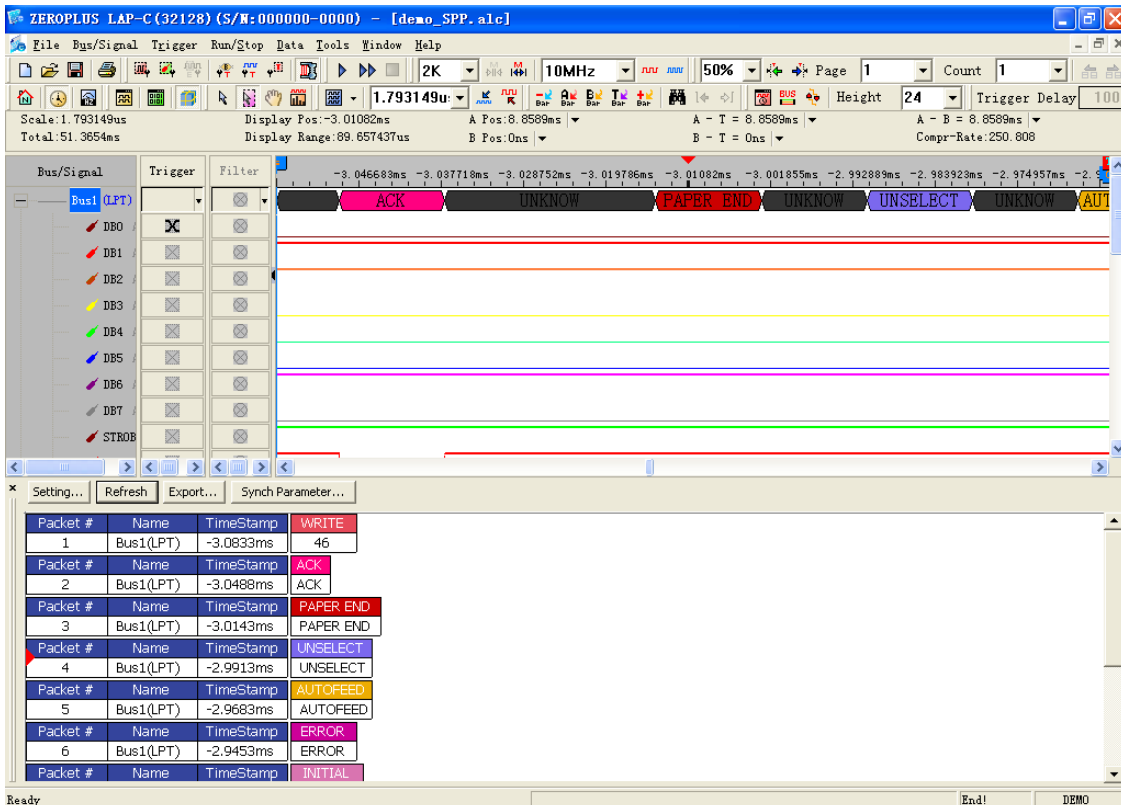 ZEROPLUS LAP-C(32128)(S/N:000000-0000) - [demo_SPP.alc]
File Bus/Signal Trigger Run/Stop Data Tools Window Help
2K 10MHz 50% Page 1 Count 1
1.793149u: Bar Bar Bar Bar Bar BUS Height 24 Trigger Delay 100
Scale:1.793149us Display Pos:-3.01082ms A Pos:8.8589ms A - T = 8.8589ms A - B = 8.8589ms
Total:51.3654ms Display Range:89.657437us B Pos:0ns B - T = 0ns Compr-Rate:250.808
Bus/Signal Trigger Filter -3.046683ms -3.037718ms -3.028752ms -3.019786ms -3.01082ms -3.001855ms -2.992889ms -2.983923ms -2.974957ms
Bus1 (LPT) ACK UNKNOW PAPER END UNKNOW UNSELECT UNKNOW AUT
DB0
DB1
DB2
DB3
DB4
DB5
DB6
DB7
STROB
Setting... Refresh Export... Synch Parameter...
Packet # Name TimeStamp WRITE
1 Bus1(LPT) -3.0833ms 46
Packet # Name TimeStamp ACK
2 Bus1(LPT) -3.0488ms ACK
Packet # Name TimeStamp PAPER END
3 Bus1(LPT) -3.0143ms PAPER END
Packet # Name TimeStamp UNSELECT
4 Bus1(LPT) -2.9913ms UNSELECT
Packet # Name TimeStamp AUTOFEED
5 Bus1(LPT) -2.9683ms AUTOFEED
Packet # Name TimeStamp ERROR
6 Bus1(LPT) -2.9453ms ERROR
Packet # Name TimeStamp INITIAL
Ready End! DEMO